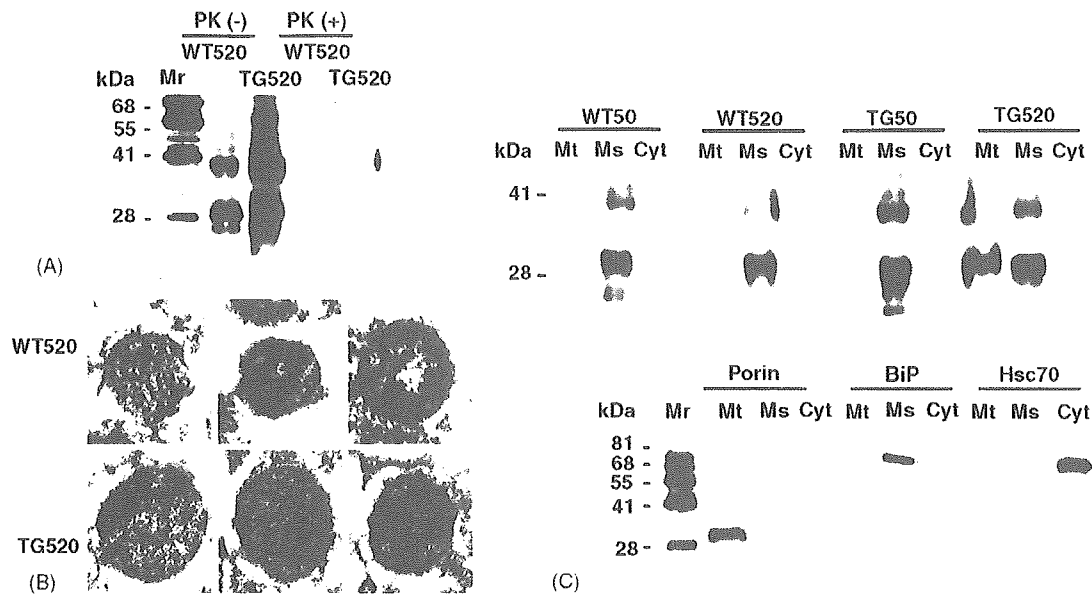 PK (-) PK (+)
WT520 WT520
kDa Mr TG520 TG520
68 -
55 -
41 -
28 -
(A)
WT520
TG520
(B)
WT50 WT520 TG50 TG520
kDa Mt Ms Cyt Mt Ms Cyt Mt Ms Cyt Mt Ms Cyt
41 -
28 -
Porin BiP Hsc70
kDa Mr Mt Ms Cyt Mt Ms Cyt Mt Ms Cyt
81 -
68 -
55 -
41 -
28 -
(C)